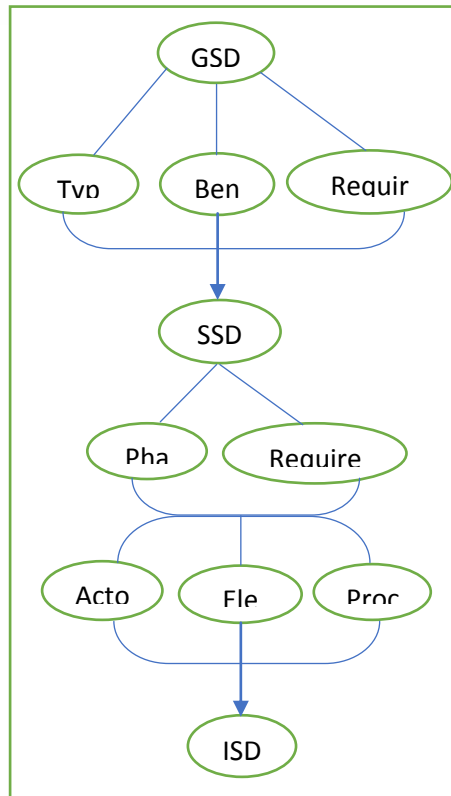 GSD
Typ
Ben
Requir
SSD
Pha
Require
Acto
Ele
Proc
ISD